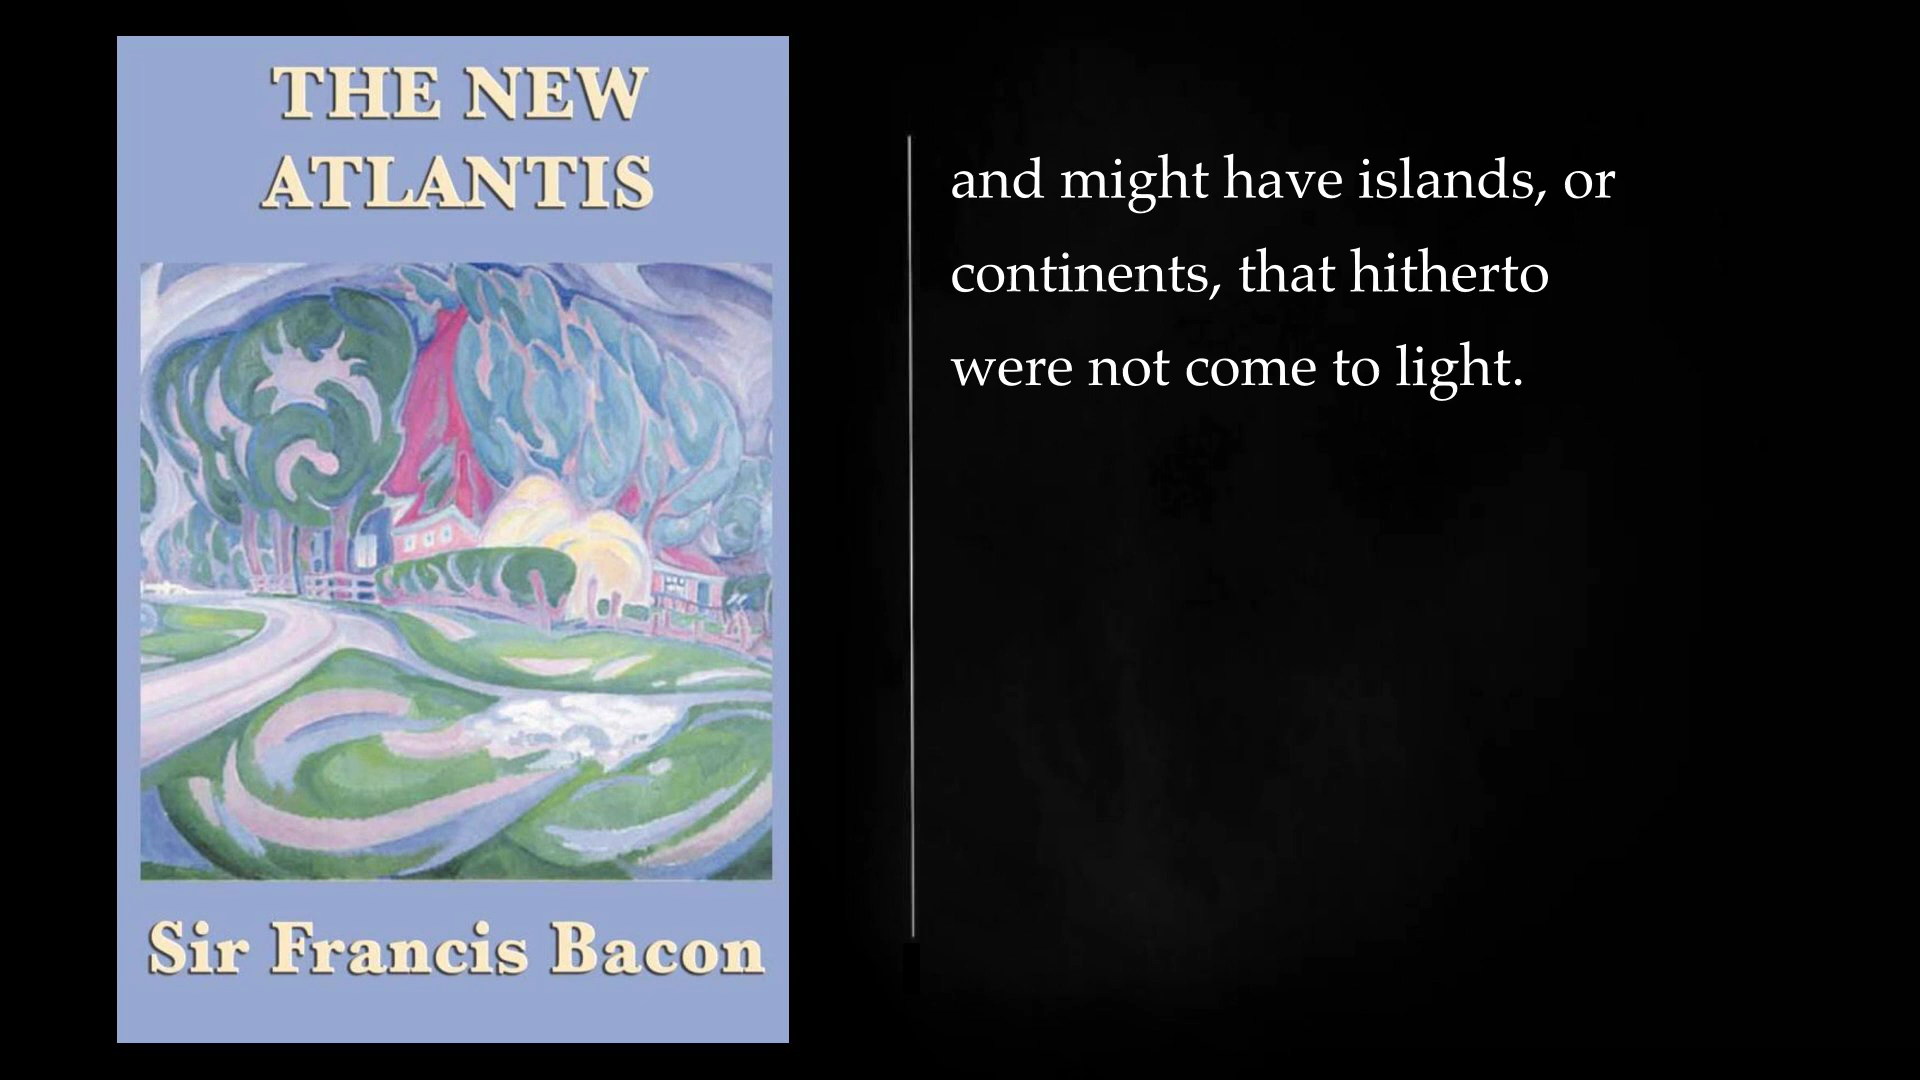 THE NEW
ATLANTIS
Sir Francis Bacon
and might have islands, or
continents, that hitherto
were not come to light.